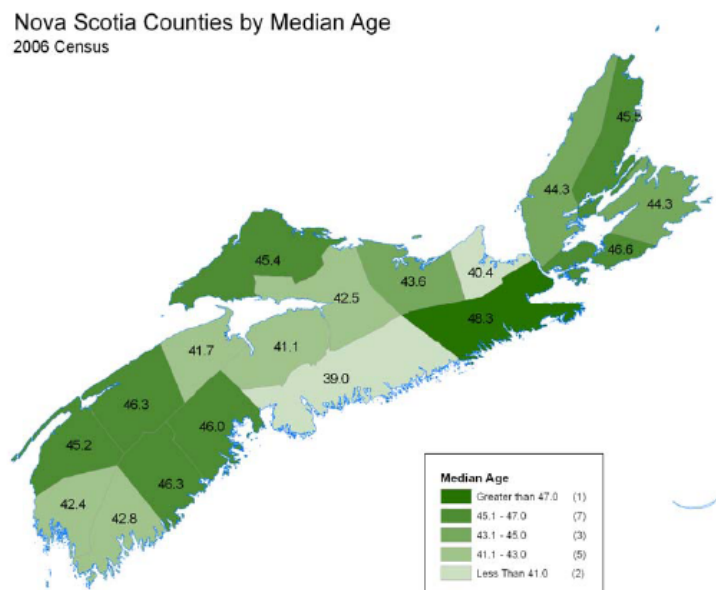 Nova Scotia Counties by Median Age
2006 Census
45.5
44.3
44.3
46.6
45.4
40.4
43.6
42.5
48.3
41.7
41.1
39.0
46.3
46.0
45.2
46.3
42.4
42.8
Median Age
Greater than 47.0 (1)
45.1 - 47.0 (7)
43.1 - 45.0 (3)
41.1 - 43.0 (5)
Less Than 41.0 (2)